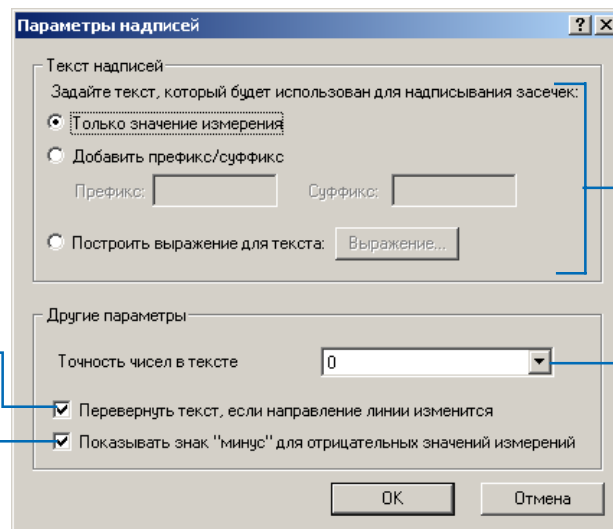 Параметры надписей
Текст надписей
Задайте текст, который будет использован для надписывания засечек:
Только значение измерения
Добавить префикс/суффикс
Префикс: Суффикс:
Построить выражение для текста: Выражение...
Другие параметры
Точность чисел в тексте 0
Перевернуть текст, если направление линии изменится
Показывать знак "минус" для отрицательных значений измерений
OK Отмена